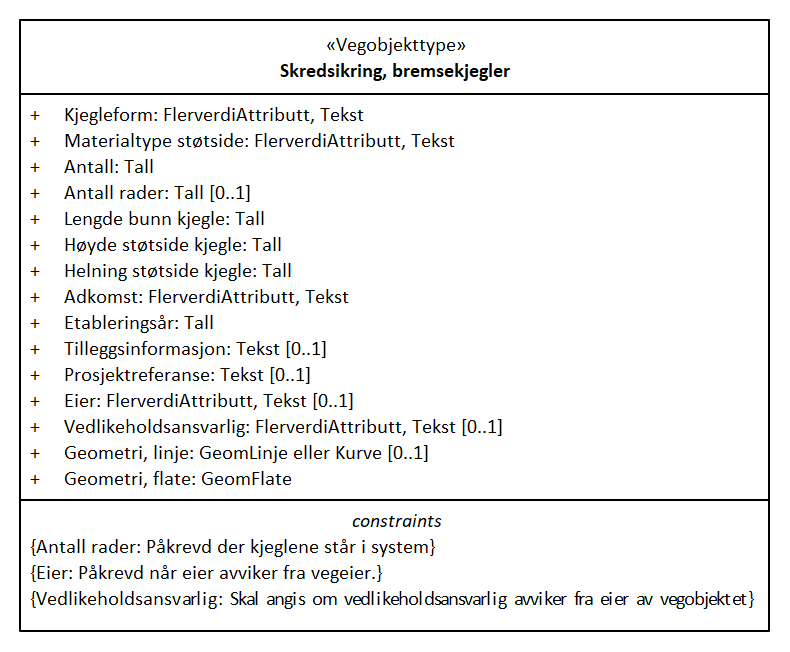 «Vegobjekttype»
Skredsikring, bremsekjegler
+ Kjegleform: FlerverdiAttributt, Tekst
+ Materialtype støtside: FlerverdiAttributt, Tekst
+ Antall: Tall
+ Antall rader: Tall [0..1]
+ Lengde bunn kjegle: Tall
+ Høyde støtside kjegle: Tall
+ Helning støtside kjegle: Tall
+ Adkomst: FlerverdiAttributt, Tekst
+ Etableringsår: Tall
+ Tilleggsinformasjon: Tekst [0..1]
+ Prosjektreferanse: Tekst [0..1]
+ Eier: FlerverdiAttributt, Tekst [0..1]
+ Vedlikeholdsansvarlig: FlerverdiAttributt, Tekst [0..1]
+ Geometri, linje: GeomLinje eller Kurve [0..1]
+ Geometri, flate: GeomFlate
constraints
{Antall rader: Påkrevd der kjeglene står i system}
{Eier: Påkrevd når eier avviker fra vegeier.}
{Vedlikeholdsansvarlig: Skal angis om vedlikeholdsansvarlig avviker fra eier av vegobjektet}